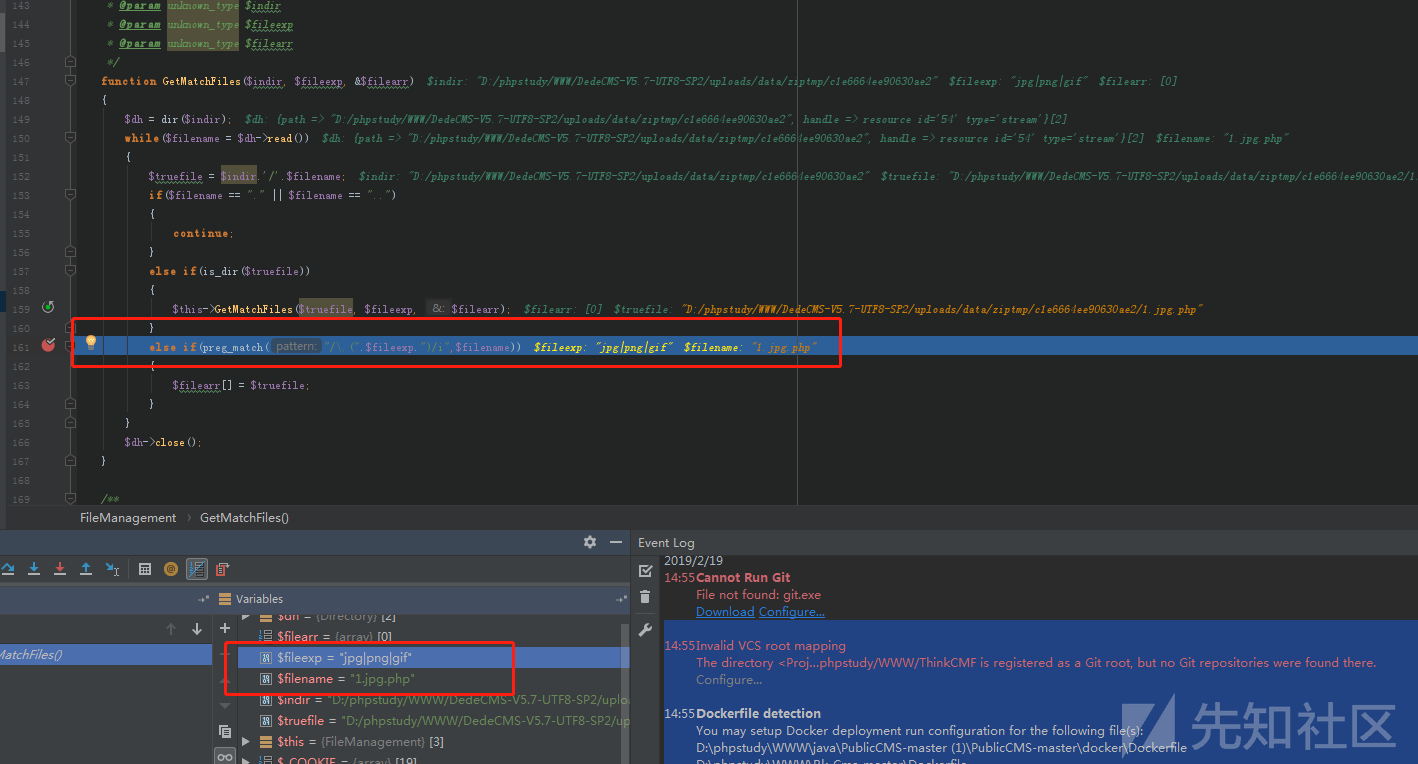 143 * @param unknown_type $indir
144 * @param unknown_type $fileexp
145 * @param unknown_type $filearr
146 */
147 function GetMatchFiles($indir, $fileexp, &$filearr) $indir: "D:/phpstudy/WWW/DedeCMS-V5.7-UTF8-SP2/uploads/data/ziptmp/c1e6664ee90630ae2" $fileexp: "jpg|png|gif" $filearr: [0]
148 {
149 $dh = dir($indir); $dh: {path => "D:/phpstudy/WWW/DedeCMS-V5.7-UTF8-SP2/uploads/data/ziptmp/c1e6664ee90630ae2", handle => resource id='54' type='stream'}[2]
150 while($filename = $dh->read()) $dh: {path => "D:/phpstudy/WWW/DedeCMS-V5.7-UTF8-SP2/uploads/data/ziptmp/c1e6664ee90630ae2", handle => resource id='54' type='stream'}[2] $filename: "1.jpg.php"
151 {
152 $truefile = $indir.'/'.$filename; $indir: "D:/phpstudy/WWW/DedeCMS-V5.7-UTF8-SP2/uploads/data/ziptmp/c1e6664ee90630ae2" $truefile: "D:/phpstudy/WWW/DedeCMS-V5.7-UTF8-SP2/uploads/data/ziptmp/c1e6664ee90630ae2/1.
153 if($filename == "." || $filename == "..")
154 {
155 continue;
156 }
157 else if(is_dir($truefile))
158 {
159 $this->GetMatchFiles($truefile, $fileexp, &: $filearr); $filearr: [0] $truefile: "D:/phpstudy/WWW/DedeCMS-V5.7-UTF8-SP2/uploads/data/ziptmp/c1e6664ee90630ae2/1.jpg.php"
160 }
161 else if(preg_match( pattern: "/\.(".$fileexp.")/i",$filename)) $fileexp: "jpg|png|gif" $filename: "1.jpg.php"
162 {
163 $filearr[] = $truefile;
164 }
165 }
166 $dh->close();
167 }
168
169 /**
FileManagement › GetMatchFiles()
Event Log
2019/2/19
14:55 Cannot Run Git
File not found: git.exe
Download Configure...
14:55 Invalid VCS root mapping
The directory <Proj...phpstudy/WWW/ThinkCMF is registered as a Git root, but no Git repositories were found there.
Configure...
14:55 Dockerfile detection
You may setup Docker deployment run configuration for the following file(s):
D:\phpstudy\WWW\java\PublicCMS-master (1)\PublicCMS-master\docker\Dockerfile
Variables
MatchFiles()
$dh = {Directory} [2]
$filearr = {array} [0]
$fileexp = "jpg|png|gif"
$filename = "1.jpg.php"
$indir = "D:/phpstudy/WWW/DedeCMS-V5.7-UTF8-SP2/uplo
$truefile = "D:/phpstudy/WWW/DedeCMS-V5.7-UTF8-SP2/up
$this = {FileManagement} [3]
$_COOKIE = {array} [19]
先知社区